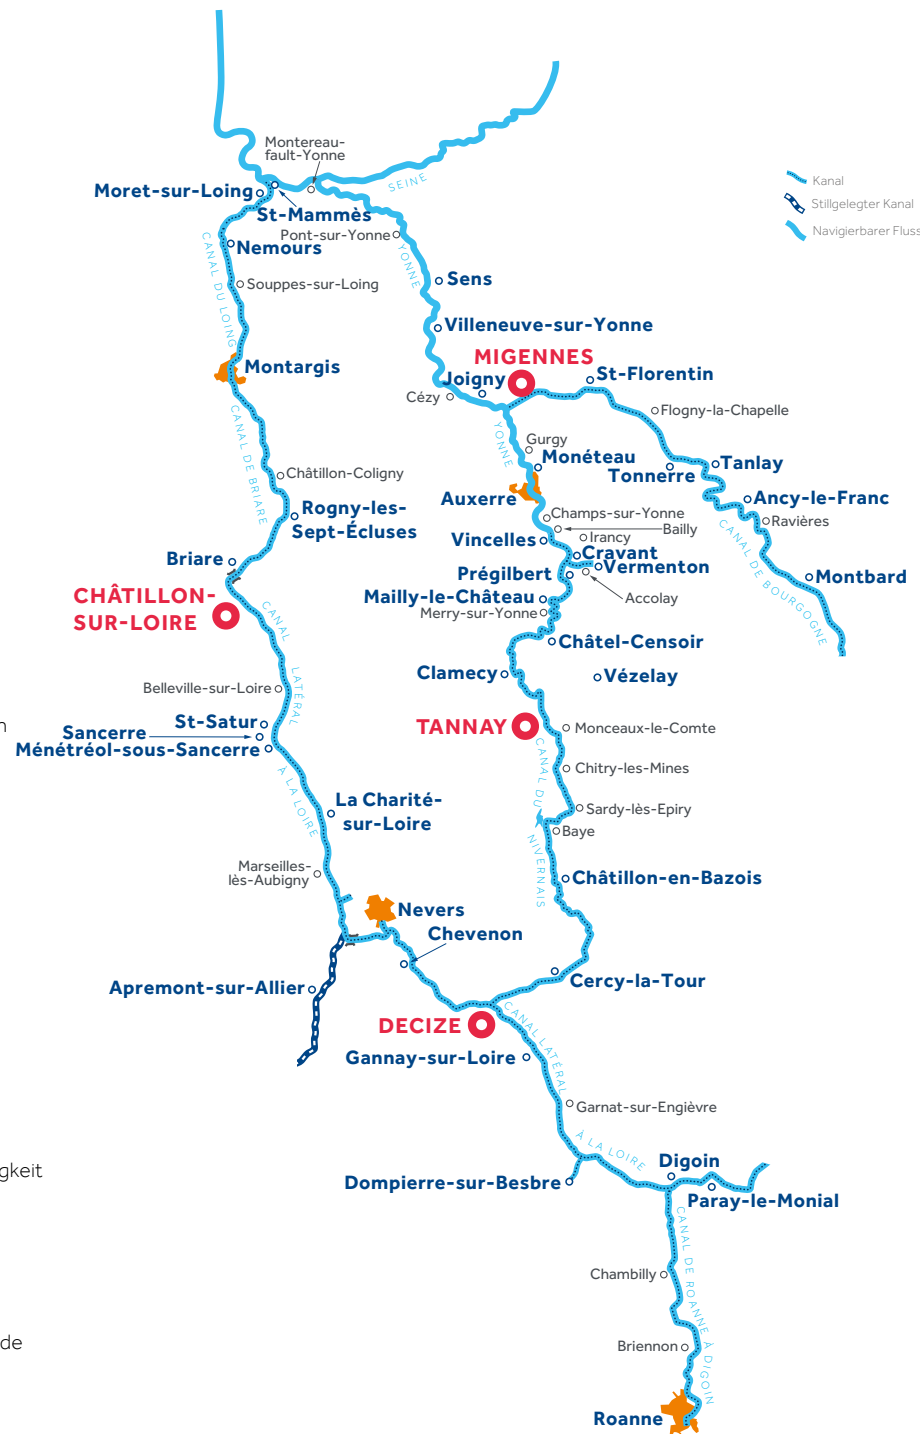 Montereau-
fault-Yonne
SEINE
Kanal
Moret-sur-Loing
St-Mammès
Stillgelegter Kanal
Pont-sur-Yonne
Navigierbarer Fluss
Nemours
CANAL DU LOING
YONNE
Souppes-sur-Loing
Sens
Villeneuve-sur-Yonne
MIGENNES
Montargis
Joigny
St-Florentin
Cézy
Flogny-la-Chapelle
CANAL DE BRIARE
YONNE
Gurgy
Monéteau
Tonnerre
Tanlay
Châtillon-Coligny
Auxerre
Ancy-le-Franc
Rogny-les-
Sept-Écluses
Champs-sur-Yonne
Ravières
Bailly
Vincelles
Irancy
CANAL DE BOURGOGNE
Briare
Cravant
Vermenton
Prégilbert
Montbard
CHÂTILLON-
SUR-LOIRE
Mailly-le-Château
Accolay
Merry-sur-Yonne
CANAL
LATÉRAL
À LA LOIRE
Châtel-Censoir
Clamecy
Vézelay
Belleville-sur-Loire
St-Satur
n
TANNAY
Monceaux-le-Comte
Sancerre
Ménétréol-sous-Sancerre
CANAL DU
NIVERNAIS
Chitry-les-Mines
La Charité-
sur-Loire
Sardy-lès-Epiry
Baye
Marseilles-
lès-Aubigny
Châtillon-en-Bazois
Nevers
Chevenon
Cercy-la-Tour
Apremont-sur-Allier
DECIZE
CANAL LATÉRAL
À LA LOIRE
Gannay-sur-Loire
Garnat-sur-Engièvre
gkeit
Digoin
Dompierre-sur-Besbre
Paray-le-Monial
CANAL DE ROANNE À DIGOIN
Chambilly
de
Briennon
Roanne